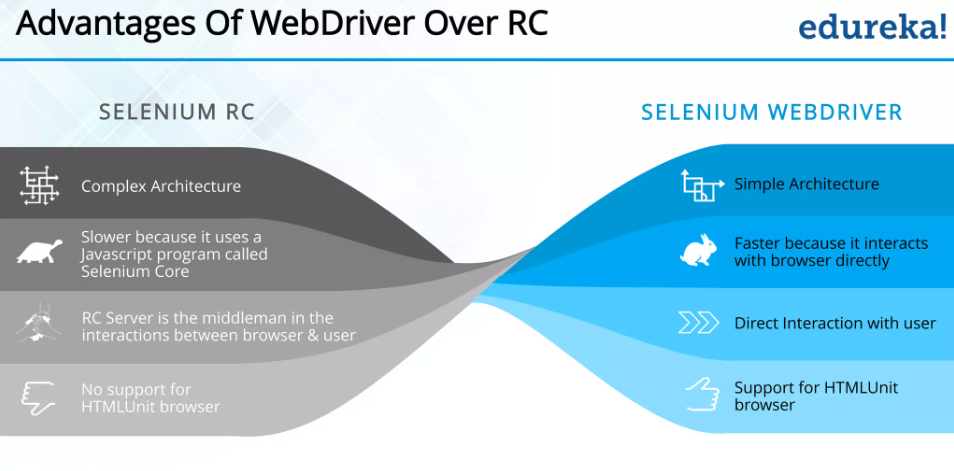 Advantages Of WebDriver Over RC
edureka!
SELENIUM RC
SELENIUM WEBDRIVER
Complex Architecture
Simple Architecture
Slower because it uses a
Javascript program called
Selenium Core
Faster because it interacts
with browser directly
RC Server is the middleman in the
interactions between browser & user
Direct Interaction with user
No support for
HTMLUnit browser
Support for HTMLUnit
browser